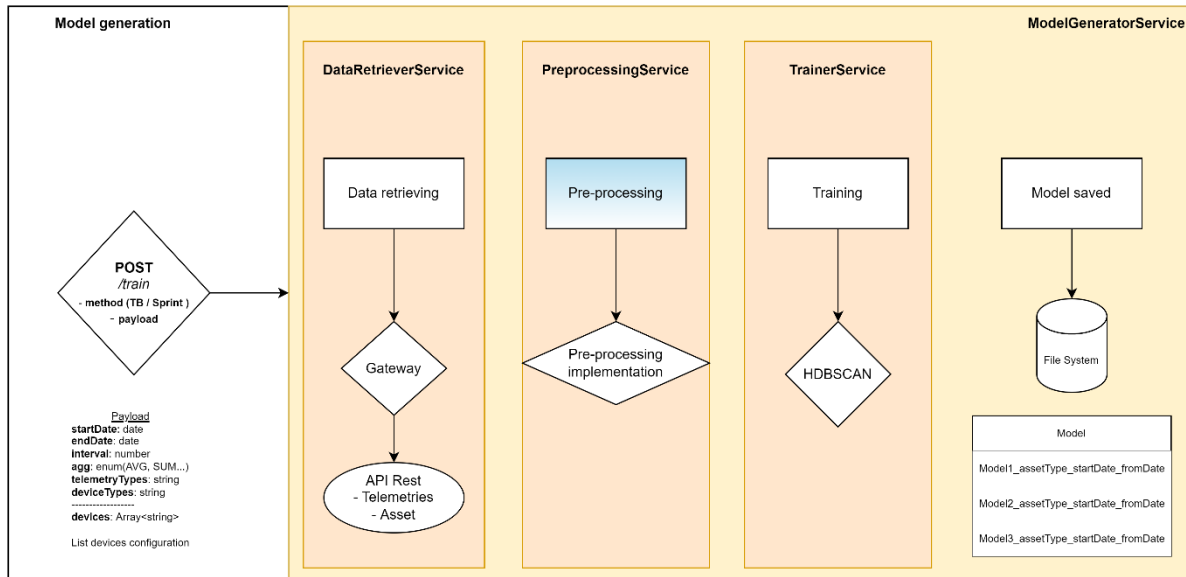 Model generation
ModelGeneratorService
DataRetrieverService
PreprocessingService
TrainerService
Data retrieving
Pre-processing
Training
Model saved
POST
/train
- method (TB / Sprint )
- payload
Gateway
Pre-processing
implementation
HDBSCAN
File System
API Rest
- Telemetries
- Asset
Payload
startDate: date
endDate: date
interval: number
agg: enum(AVG, SUM...)
telemetryTypes: string
deviceTypes: string
------------------
devices: Array<string>
List devices configuration
Model
Model1_assetType_startDate_fromDate
Model2_assetType_startDate_fromDate
Model3_assetType_startDate_fromDate